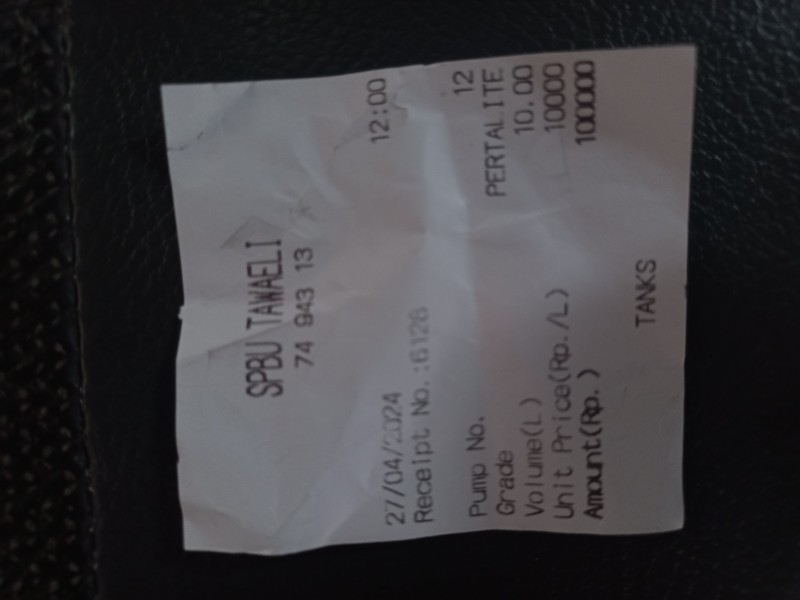 SPBU TAWAELI
74 943 13
27/04/2024 12:00
Receipt No.:6126
Pump No. 12
Grade PERTALITE
Volume(L) 10.00
Unit Price(Rp./L) 10000
Amount(Rp.) 100000
TANKS